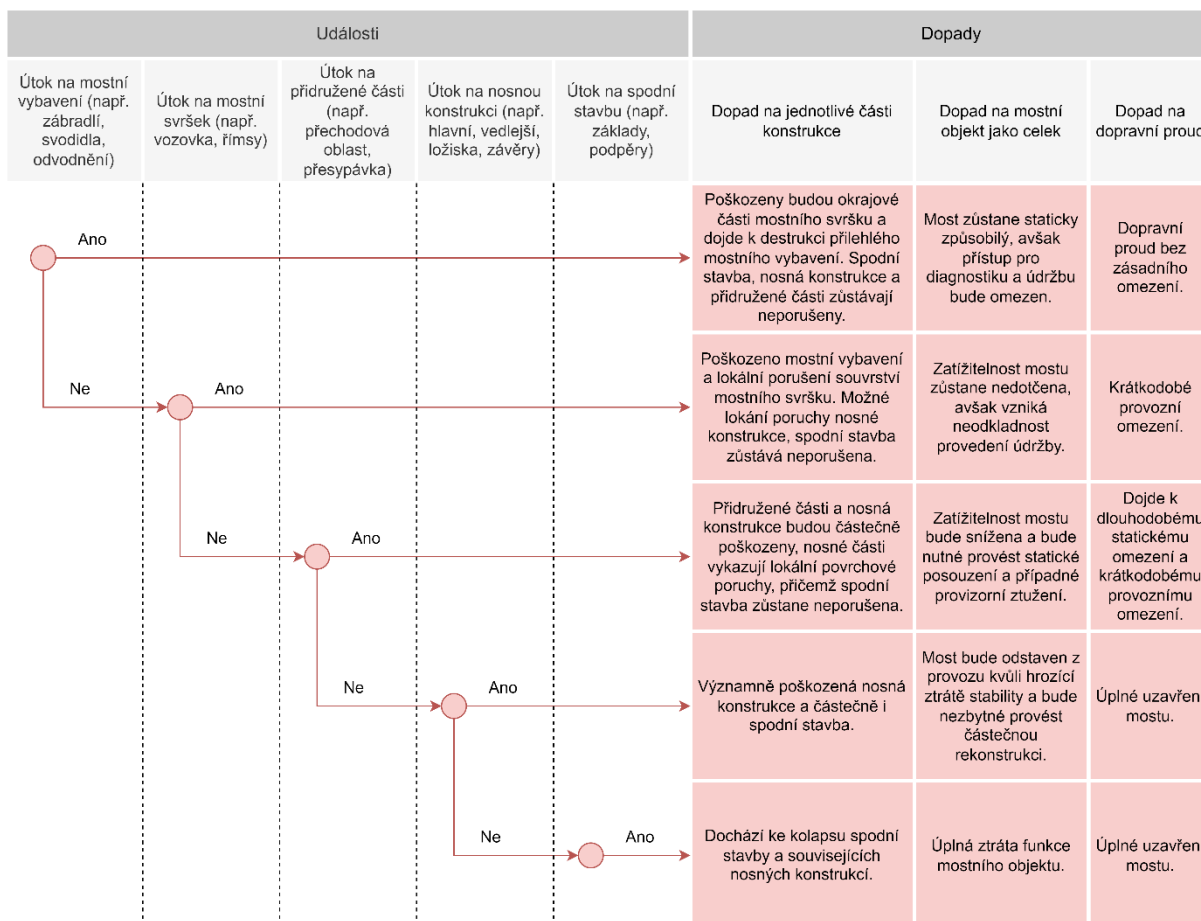 Události
Dopady
Útok na mostní
vybavení (např.
zábradlí,
svodidla,
odvodnění)
Útok na mostní
svršek (např.
vozovka, římsy)
Útok na
přidružené části
(např.
přechodová
oblast,
přesypávka)
Útok na nosnou
konstrukci (např.
hlavní, vedlejší,
ložiska, závěry)
Útok na spodní
stavbu (např.
základy,
podpěry)
Dopad na jednotlivé části
konstrukce
Dopad na mostní
objekt jako celek
Dopad na
dopravní proud
Ano
Poškozeny budou okrajové
části mostního svršku a
dojde k destrukci přilehlého
mostního vybavení. Spodní
stavba, nosná konstrukce a
přidružené části zůstávají
neporušeny.
Most zůstane staticky
způsobilý, avšak
přístup pro
diagnostiku a údržbu
bude omezen.
Dopravní
proud bez
zásadního
omezení.
Ne
Ano
Poškozeno mostní vybavení
a lokální porušení souvrství
mostního svršku. Možné
lokání poruchy nosné
konstrukce, spodní stavba
zůstává neporušena.
Zatížitelnost mostu
zůstane nedotčena,
avšak vzniká
neodkladnost
provedení údržby.
Krátkodobé
provozní
omezení.
Ne
Ano
Přidružené části a nosná
konstrukce budou částečně
poškozeny, nosné části
vykazují lokální povrchové
poruchy, přičemž spodní
stavba zůstane neporušena.
Zatížitelnost mostu
bude snížena a bude
nutné provést statické
posouzení a případné
provizorní ztužení.
Dojde k
dlouhodobému
statickému
omezení a
krátkodobému
provoznímu
omezení.
Ne
Ano
Významně poškozená nosná
konstrukce a částečně i
spodní stavba.
Most bude odstaven z
provozu kvůli hrozící
ztrátě stability a bude
nezbytné provést
částečnou
rekonstrukci.
Úplné uzavřen
mostu.
Ne
Ano
Dochází ke kolapsu spodní
stavby a souvisejících
nosných konstrukcí.
Úplná ztráta funkce
mostního objektu.
Úplné uzavřen
mostu.